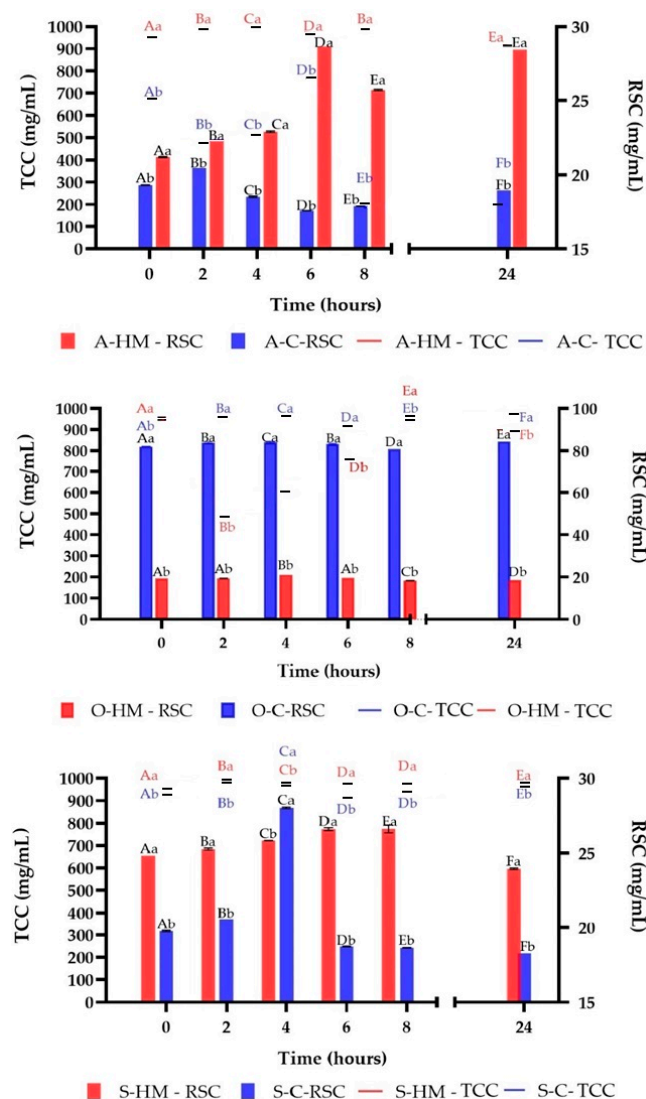 Aa Ba Ca Da Ba
1000 30
Da Ea Ea
900
Db
800 Ea
Ab
700 25
600 Bb Cb
500 Ca
Ba
400 Aa 20
Bb Fb
300 Ab Eb
Cb Fb
200 Db Eb
100
0 15
0 2 4 6 8 24
TCC (mg/mL)
RSC (mg/mL)
Time (hours)
A-HM - RSC A-C-RSC A-HM - TCC A-C- TCC
Ea
1000 Aa Ba Ca Da Eb 100
900 Ab Fa
Aa Ba Ca Ba Da Ea Fb
800 80
700 Db
600 60
500
Bb
400 40
300
200 Ab Ab Bb Ab Cb Db 20
100
0 0
0 2 4 6 8 24
TCC (mg/mL)
RSC (mg/mL)
Time (hours)
O-HM - RSC O-C-RSC O-C- TCC O-HM - TCC
Ca
Aa Ba Cb Da Da Ea
1000 30
900 Ab Bb Db Db Eb
Ca
800 Da Ea
700 Aa Ba Cb 25
600 Fa
500
400 Bb 20
300 Ab
Db Eb Fb
200
100
0 15
0 2 4 6 8 24
TCC (mg/mL)
RSC (mg/mL)
Time (hours)
S-HM - RSC S-C-RSC S-HM - TCC S-C- TCC